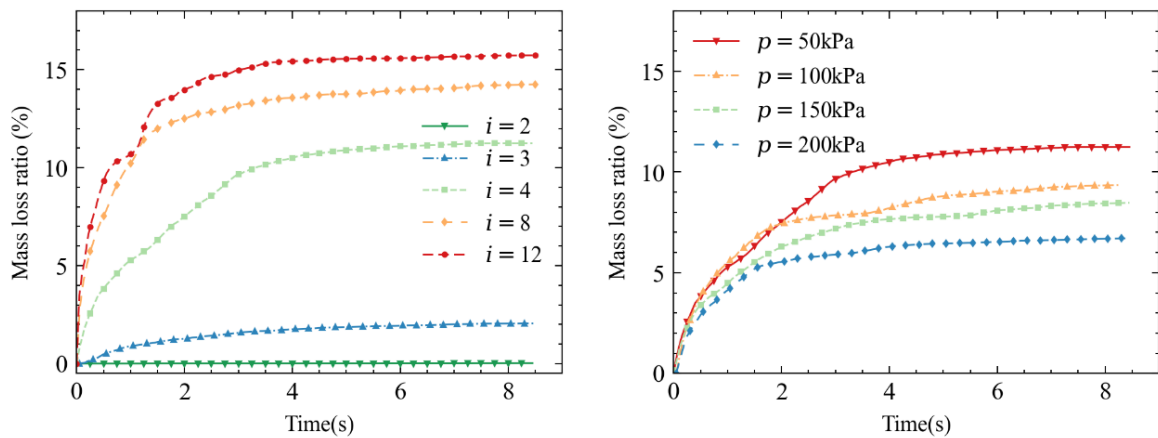 Mass loss ratio (%)
15
10
5
0
0
2
4
6
8
Time(s)
i = 2
i = 3
i = 4
i = 8
i = 12
Mass loss ratio (%)
15
10
5
0
0
2
4
6
8
Time(s)
p = 50kPa
p = 100kPa
p = 150kPa
p = 200kPa